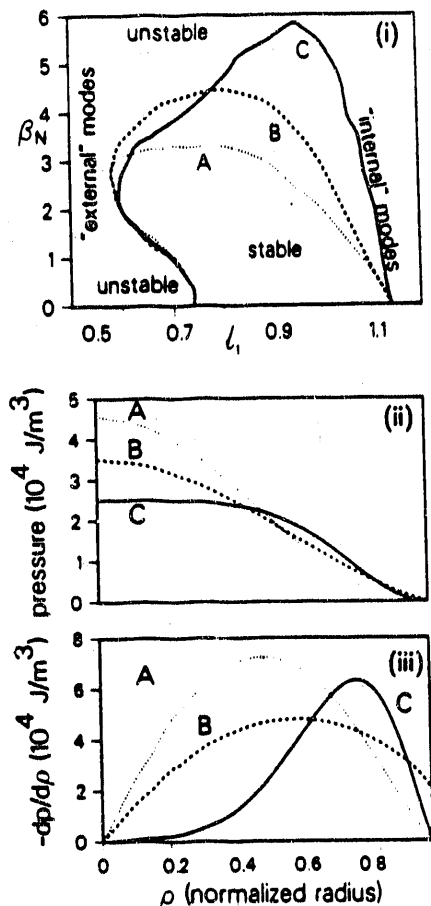 unstable
(i)
C
6
5
4
3
2
1
0
βN
"external" modes
B
A
"internal" modes
stable
unstable
0.5 0.7 0.9 1.1
l₁
(ii)
5
4
3
2
1
0
pressure (10⁴ J/m³)
A
B
C
(iii)
8
6
4
2
0
-dp/dρ (10⁴ J/m³)
A
B
C
0 0.2 0.4 0.6 0.8
ρ (normalized radius)